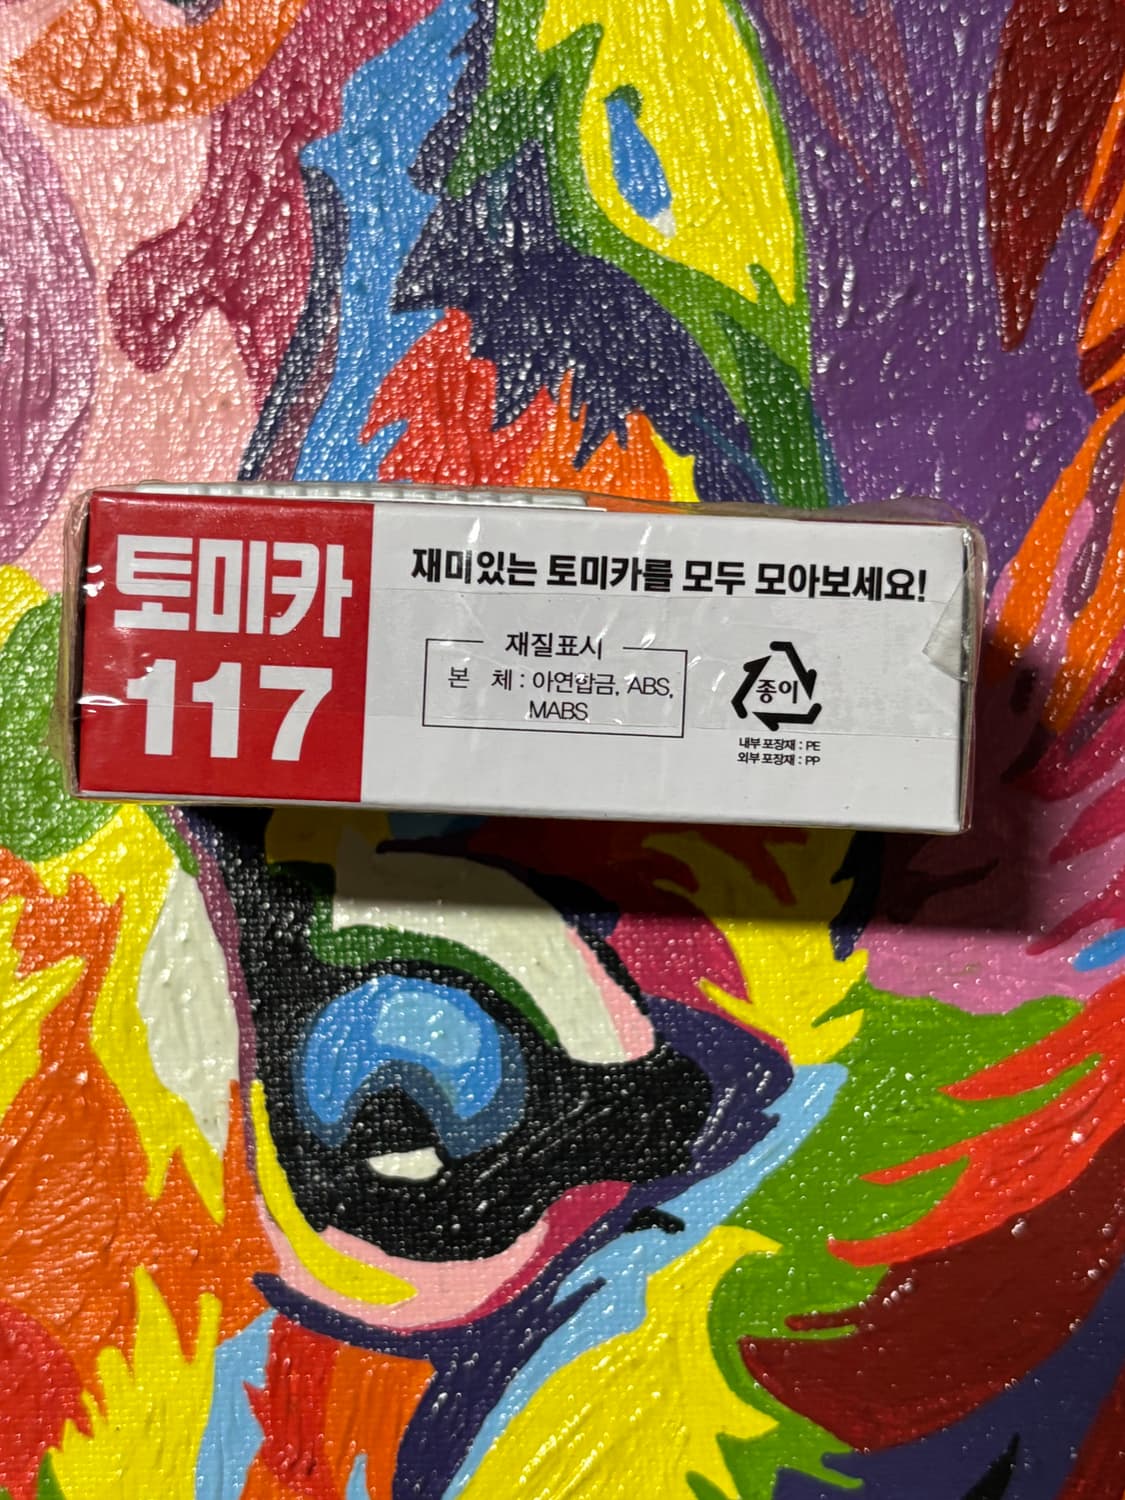 토미카
117
재미있는 토미카를 모두 모아보세요!
재질표시
본 체 : 아연합금, ABS,
MABS
종이
내부 포장재 : PE
외부 포장재 : PP